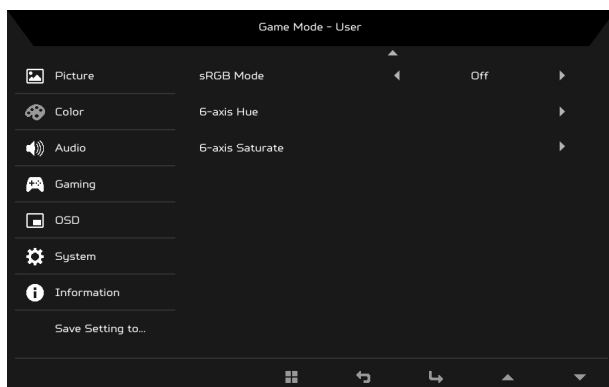 Game Mode - User
Picture
sRGB Mode
Off
Color
6-axis Hue
Audio
6-axis Saturate
Gaming
OSD
System
Information
Save Setting to...